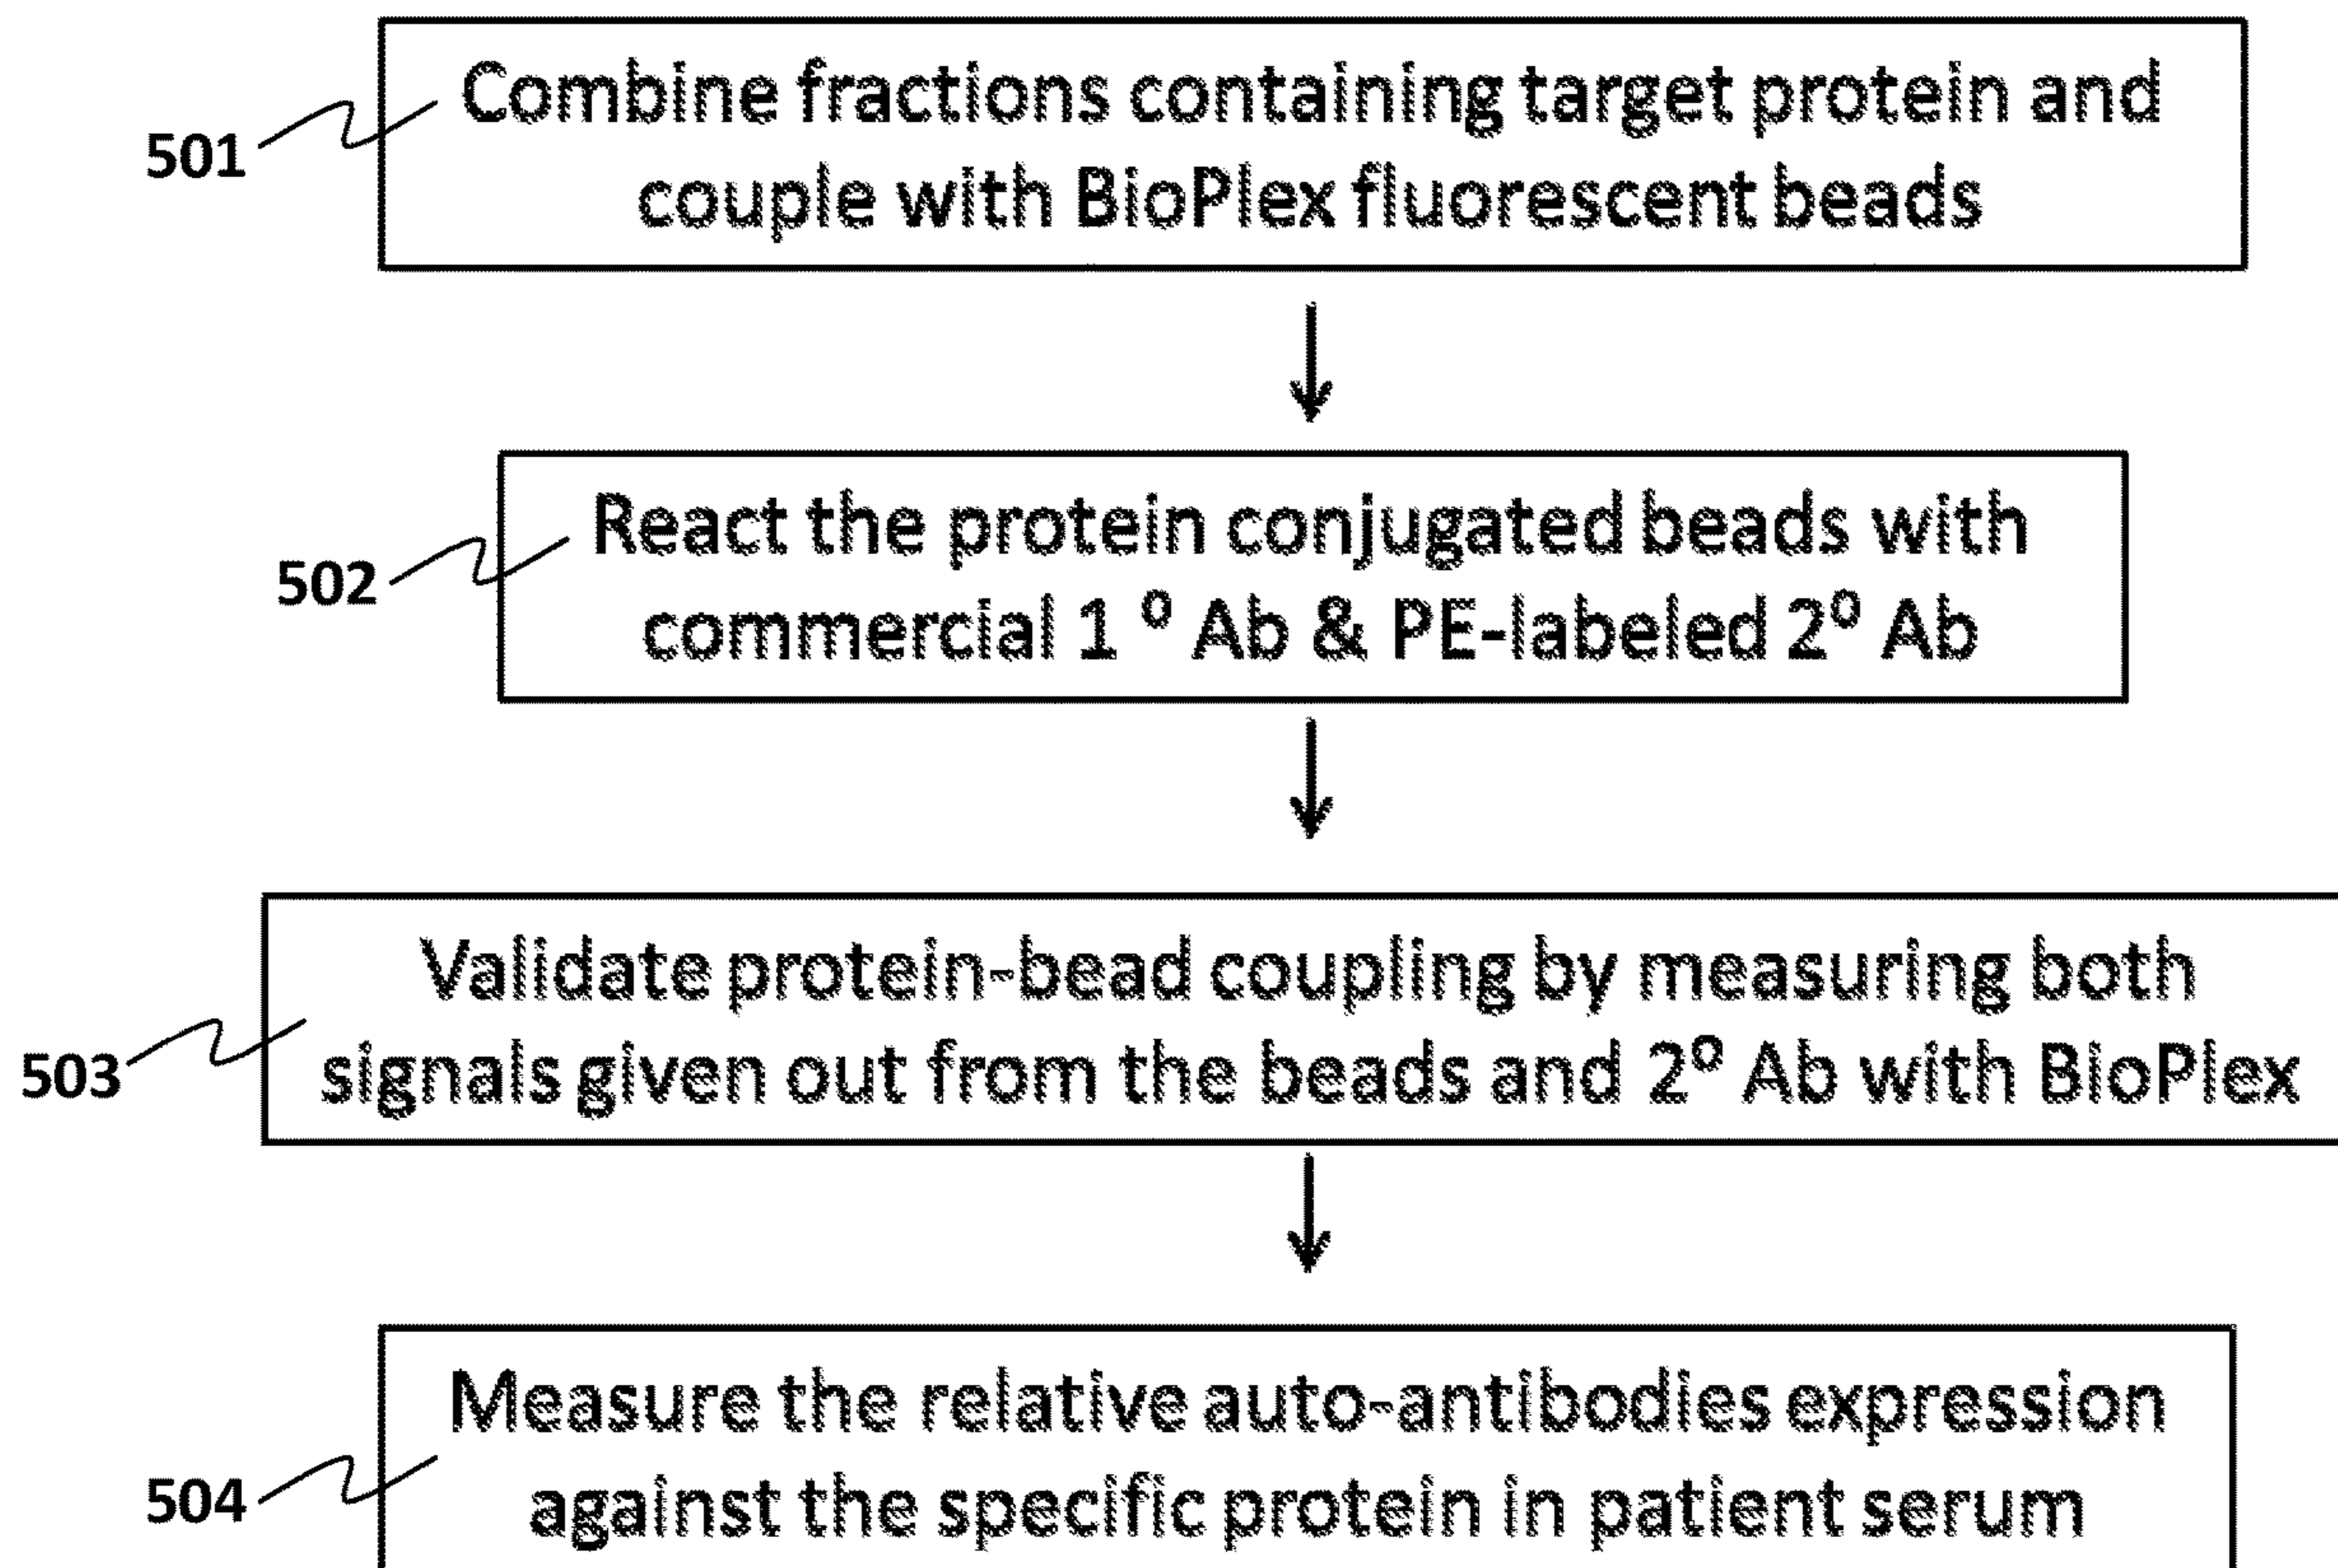 501
Combine fractions containing target protein and
couple with BioPlex fluorescent beads
502
React the protein conjugated beads with
commercial 1 º Ab & PE-labeled 2º Ab
503
Validate protein-bead coupling by measuring both
signals given out from the beads and 2º Ab with BioPlex
504
Measure the relative auto-antibodies expression
against the specific protein in patient serum